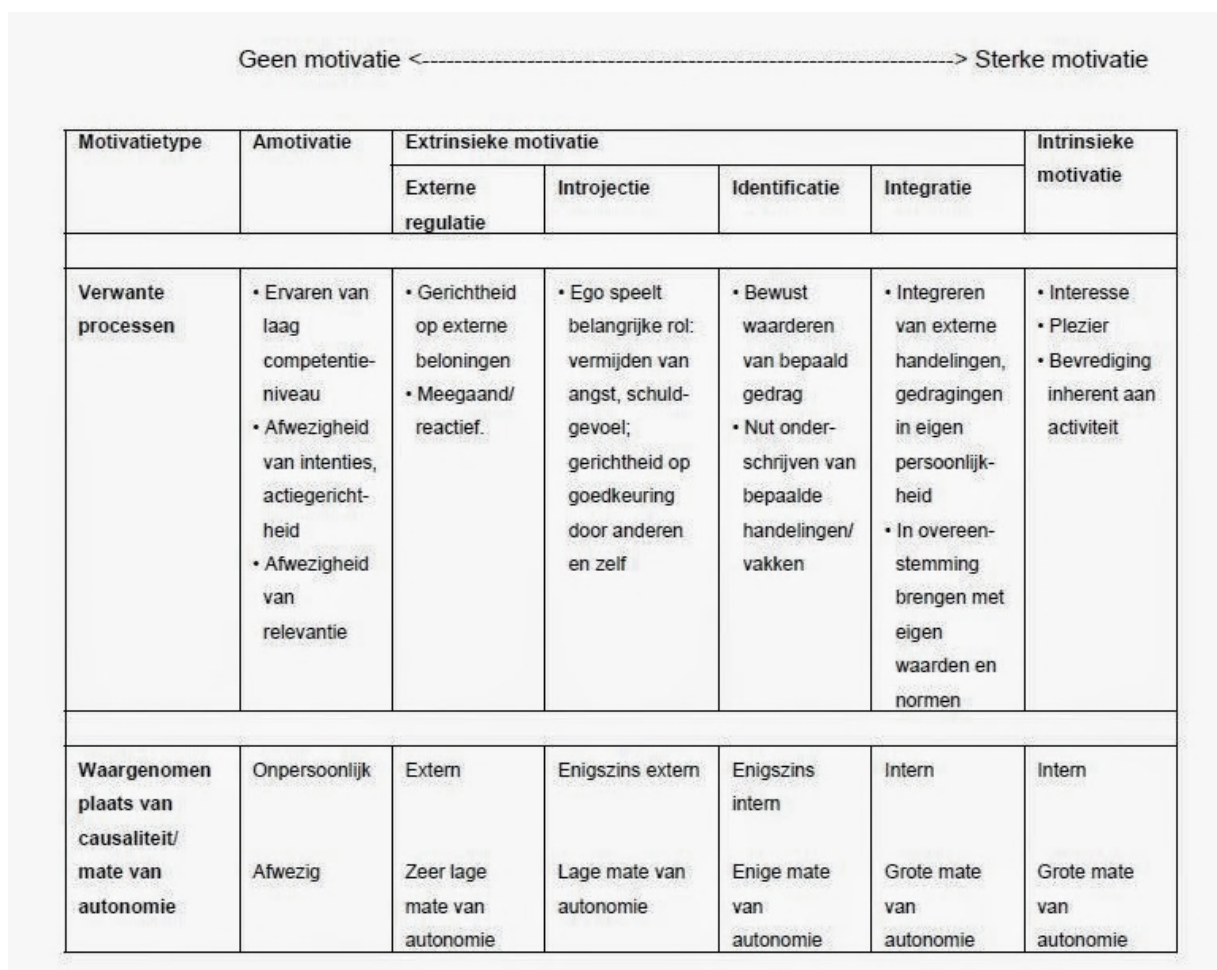 Geen motivatie <---------------------------------------------------------------> Sterke motivatie
Motivatietype
Amotivatie
Extrinsieke motivatie
Intrinsieke
motivatie
Externe
regulatie
Introjectie
Identificatie
Integratie
Verwante
processen
• Ervaren van
laag
competentie-
niveau
• Afwezigheid
van intenties,
actiegericht-
heid
• Afwezigheid
van
relevantie
• Gerichtheid
op externe
beloningen
• Meegaand/
reactief.
• Ego speelt
belangrijke rol:
vermijden van
angst, schuld-
gevoel;
gerichtheid op
goedkeuring
door anderen
en zelf
• Bewust
waarderen
van bepaald
gedrag
• Nut onder-
schrijven van
bepaalde
handelingen/
vakken
• Integreren
van externe
handelingen,
gedragingen
in eigen
persoonlijk-
heid
• In overeen-
stemming
brengen met
eigen
waarden en
normen
• Interesse
• Plezier
• Bevrediging
inherent aan
activiteit
Waargenomen
plaats van
causaliteit/
mate van
autonomie
Onpersoonlijk
Afwezig
Extern
Zeer lage
mate van
autonomie
Enigszins extern
Lage mate van
autonomie
Enigszins
intern
Enige mate
van
autonomie
Intern
Grote mate
van
autonomie
Intern
Grote mate
van
autonomie